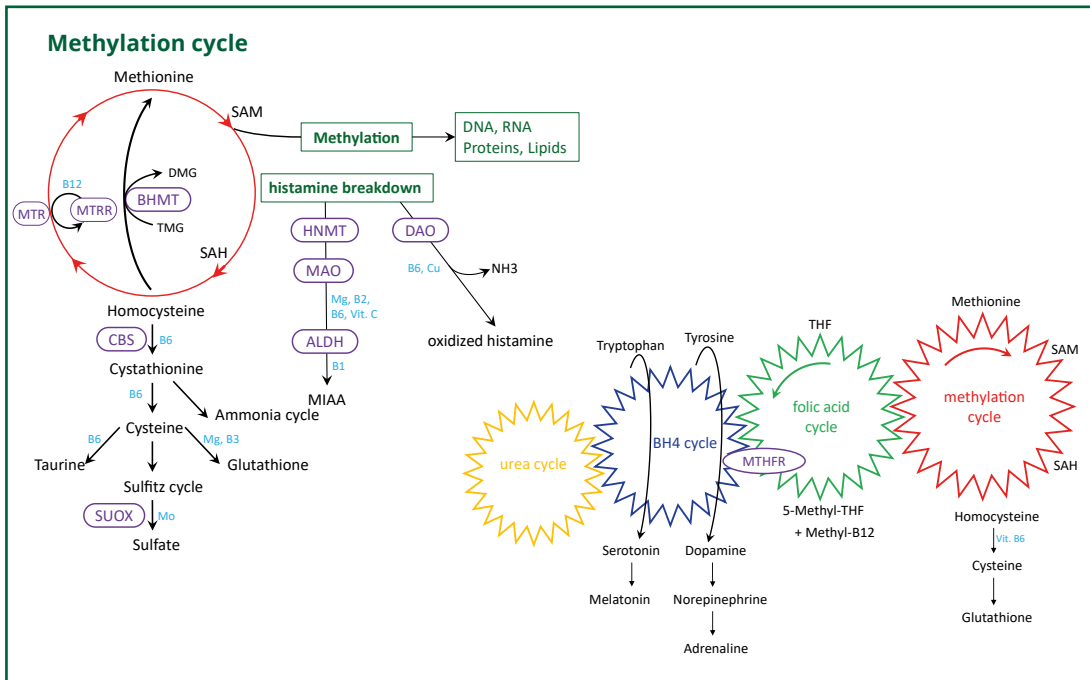 Methylation cycle
Methionine
SAM
Methylation
DNA, RNA
Proteins, Lipids
DMG
B12
BHMT
MTR
MTRR
TMG
SAH
histamine breakdown
HNMT
DAO
MAO
B6, Cu
NH3
Mg, B2,
B6, Vit. C
ALDH
oxidized histamine
B1
MIAA
Homocysteine
CBS
B6
Cystathionine
B6
Ammonia cycle
Cysteine
B6
Mg, B3
Taurine
Glutathione
Sulfitz cycle
SUOX
Mo
Sulfate
urea cycle
Tryptophan
Tyrosine
BH4 cycle
Serotonin
Melatonin
Dopamine
Norepinephrine
Adrenaline
THF
folic acid
cycle
MTHFR
5-Methyl-THF
+ Methyl-B12
Methionine
SAM
methylation
cycle
SAH
Homocysteine
Vit. B6
Cysteine
Glutathione